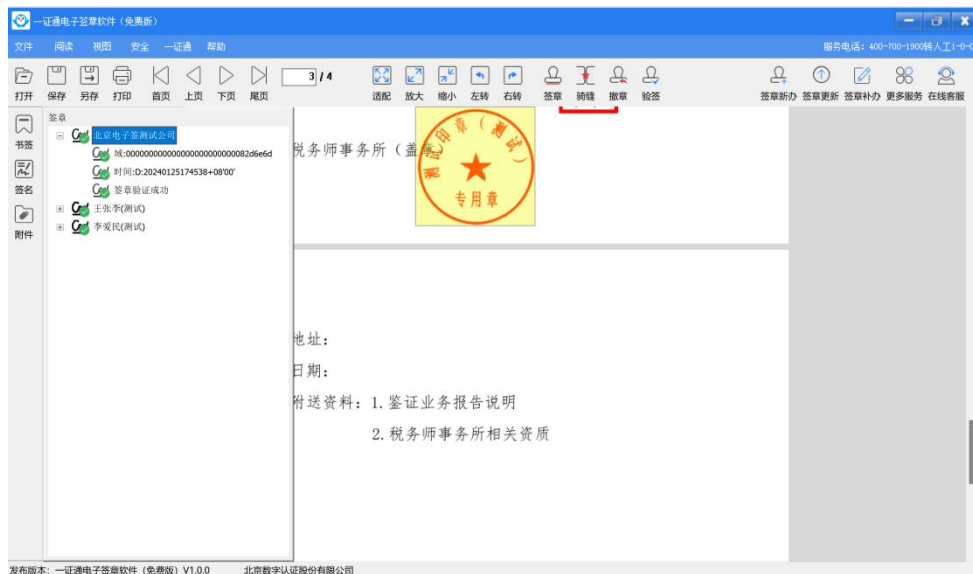 一证通电子签章软件（免费版）
文件 阅读 视图 安全 一证通 帮助 服务电话：400-700-1900转人工1-0-0
打开 保存 另存 打印 首页 上页 下页 尾页 3 / 4 适配 放大 缩小 左转 右转 签章 骑缝 撤章 验签 签章新办 签章更新 签章补办 更多服务 在线客服
书签
签名
附件
签章
北京电子签测试公司
域:00000000000000000000000082d6e6d
时间:D:20240125174538+08'00'
签章验证成功
王张李(测试)
李爱民(测试)
税务师事务所（盖章）
测试印章（测试）
专用章
地址：
日期：
附送资料：1.鉴证业务报告说明
2.税务师事务所相关资质
发布版本：一证通电子签章软件（免费版）V1.0.0 北京数字认证股份有限公司